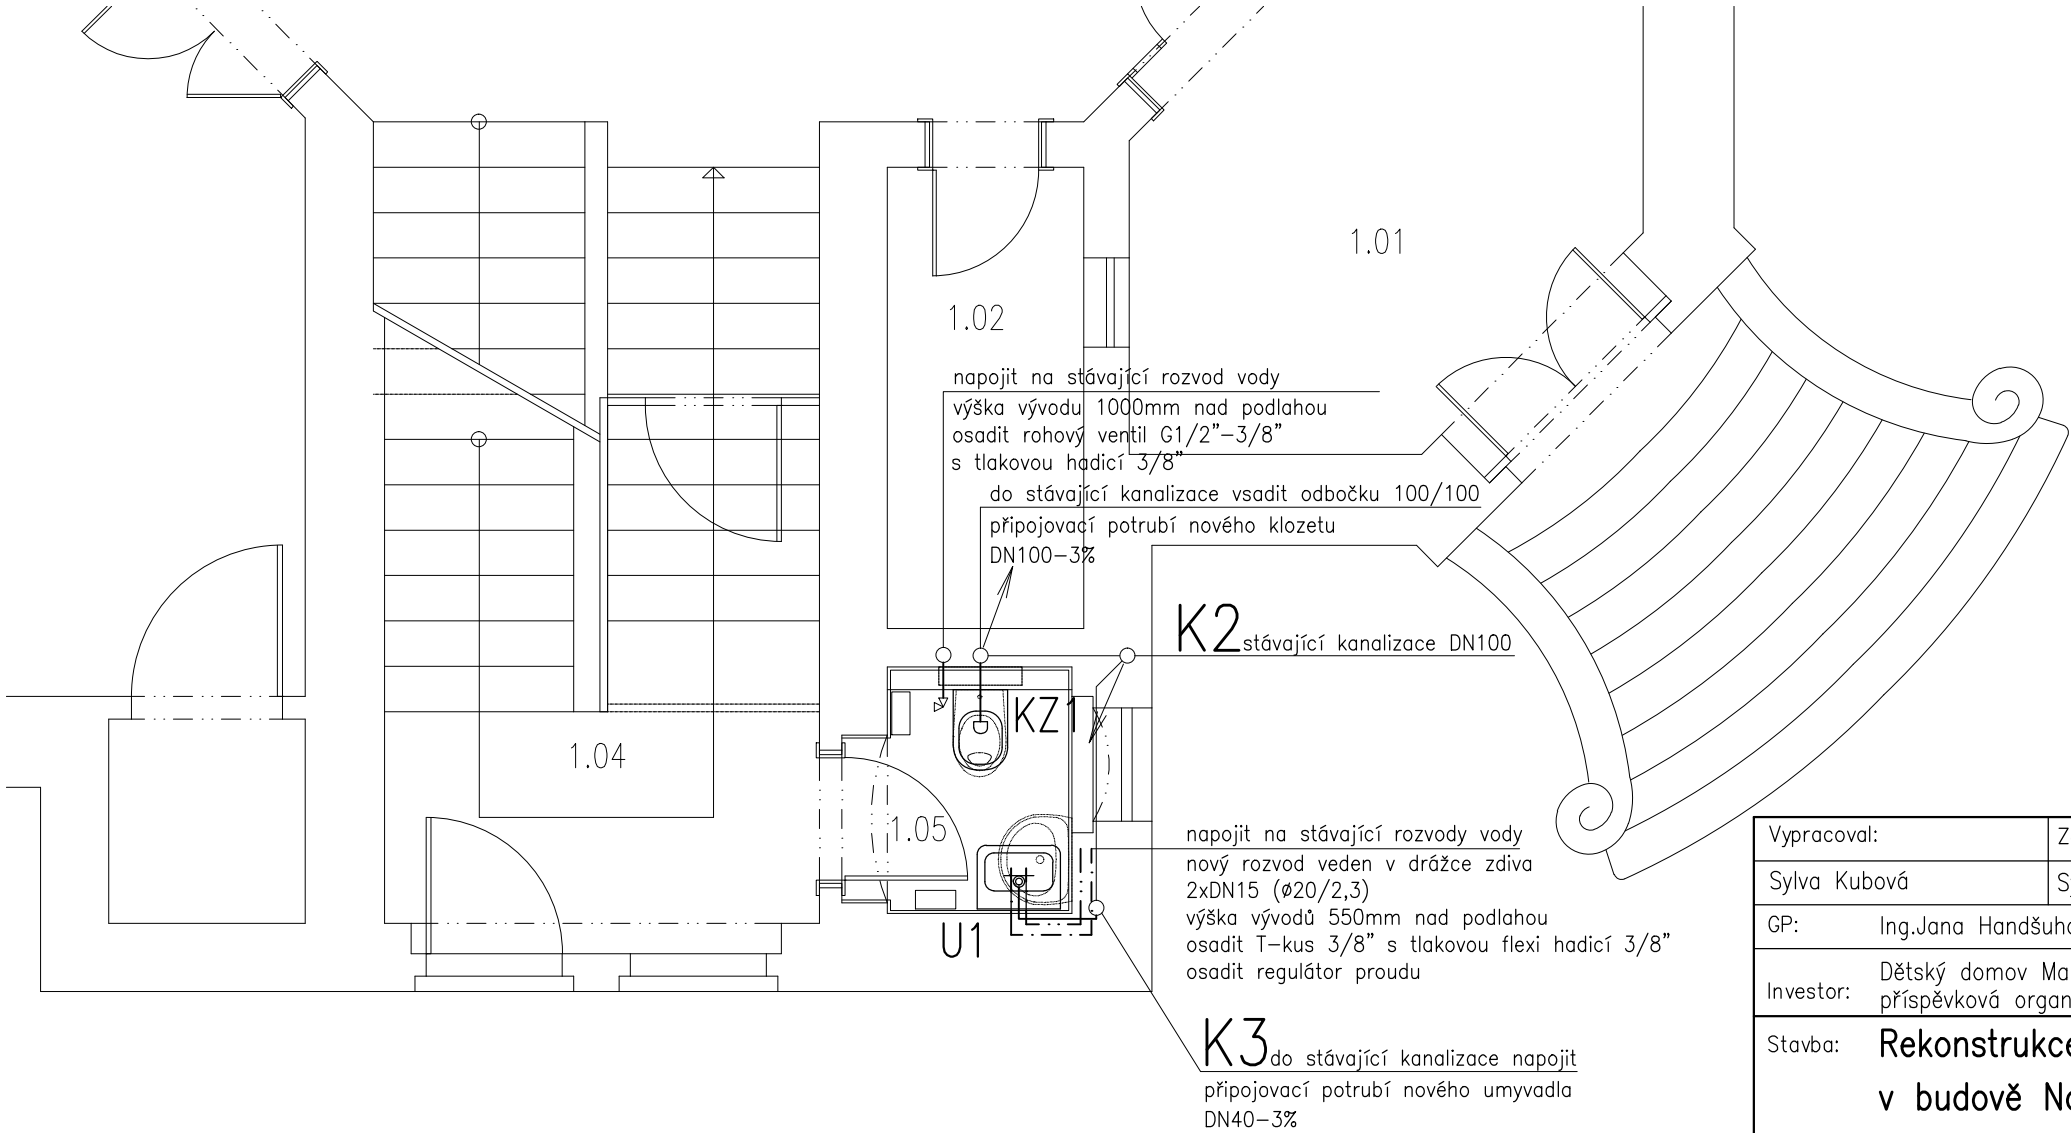 1.01
1.02
napojit na stávající rozvod vody
výška vývodu 1000mm nad podlahou
osadit rohový ventil G1/2"-3/8"
s tlakovou hadicí 3/8"
do stávající kanalizace vsadit odbočku 100/100
připojovací potrubí nového klozetu
DN100-3%
K2 stávající kanalizace DN100
KZ1
1.04
1.05
U1
napojit na stávající rozvody vody
nový rozvod veden v drážce zdiva
2xDN15 (ø20/2,3)
výška vývodů 550mm nad podlahou
osadit T-kus 3/8" s tlakovou flexi hadicí 3/8"
osadit regulátor proudu
K3 do stávající kanalizace napojit
připojovací potrubí nového umyvadla
DN40-3%
Vypracoval:
Sylva Kubová
GP: Ing.Jana
Investor: Dětský domov
příspěvková
Stavba: Rekonstrukce
v budově